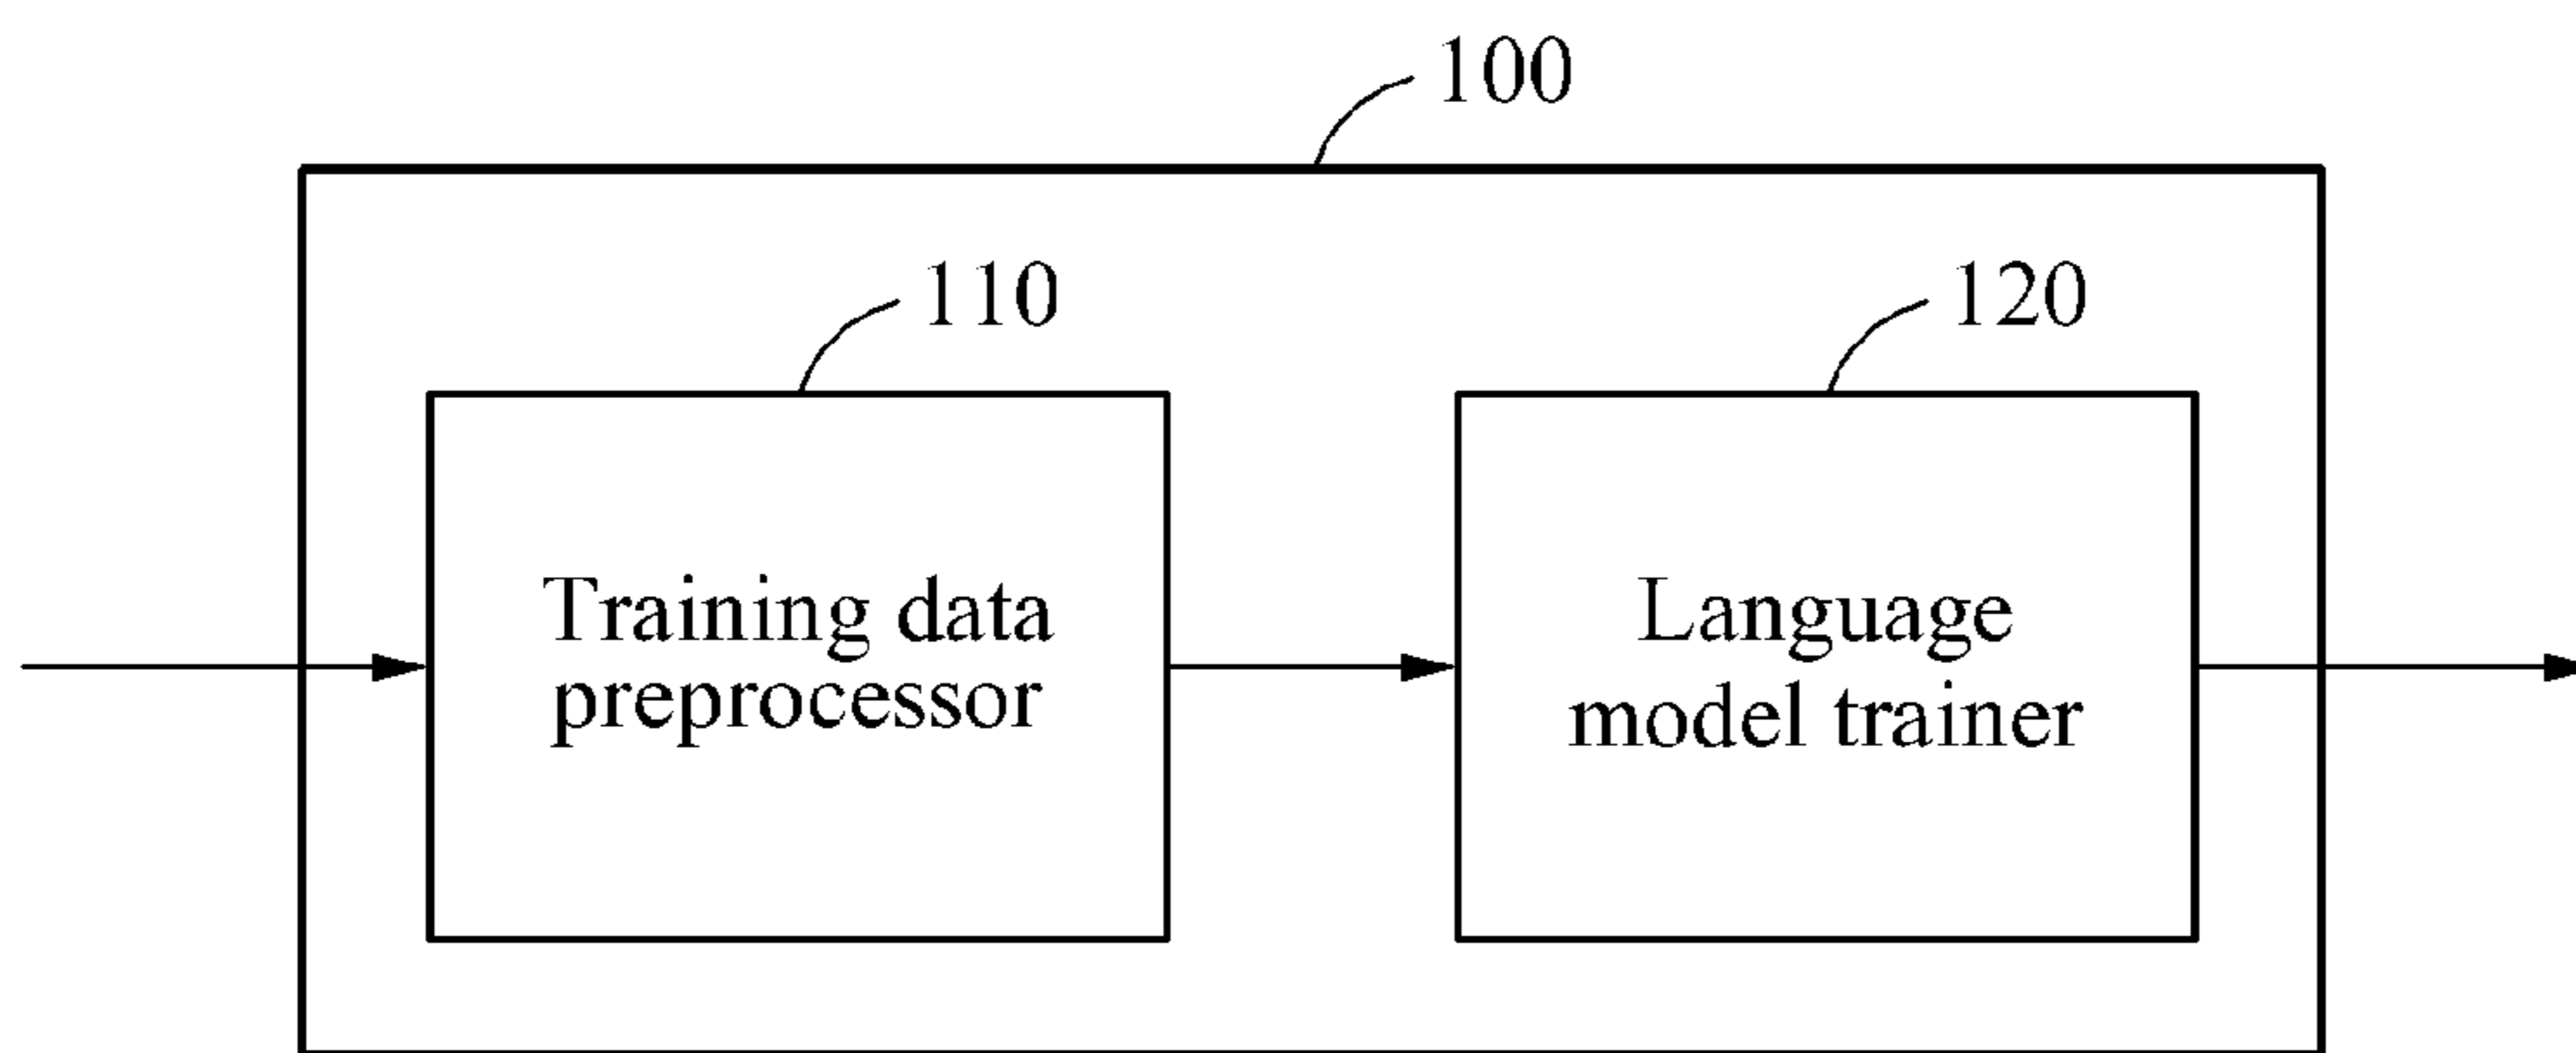 100
110
120
Training data
preprocessor
Language
model trainer